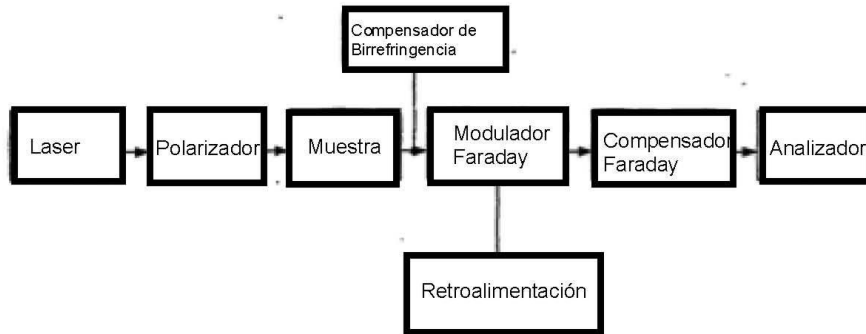 Compensador de
Birrefringencia
Laser
Polarizador
Muestra
Modulador
Faraday
Compensador
Faraday
Analizador
Retroalimentación